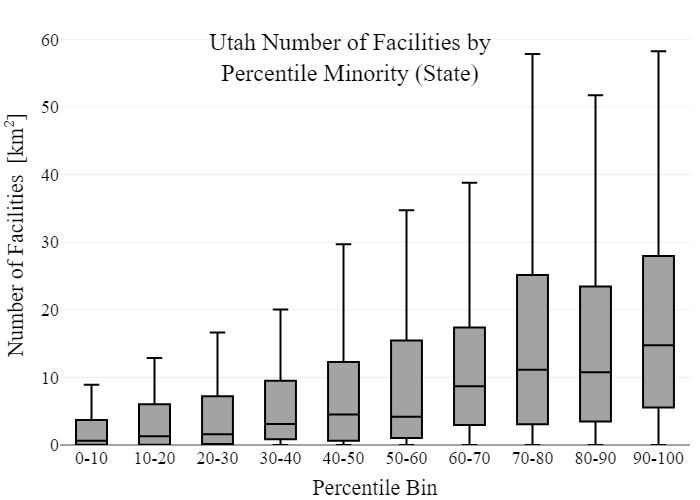 Utah Number of Facilities by
Percentile Minority (State)
Number of Facilities [km²]
60
50
40
30
20
10
0
0-10 10-20 20-30 30-40 40-50 50-60 60-70 70-80 80-90 90-100
Percentile Bin